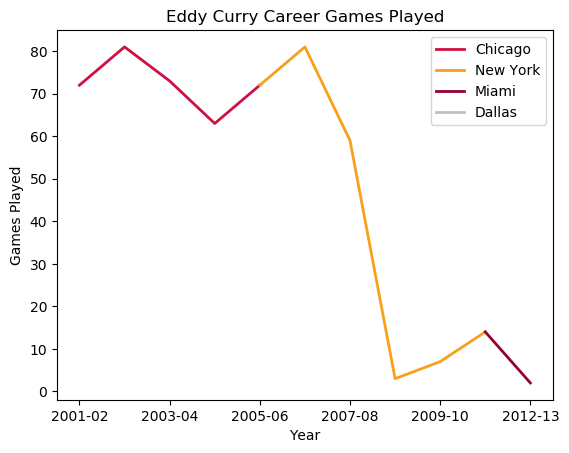 Eddy Curry Career Games Played
Chicago
New York
Miami
Dallas
80
70
60
50
40
30
20
10
0
Games Played
2001-02 2003-04 2005-06 2007-08 2009-10 2012-13
Year